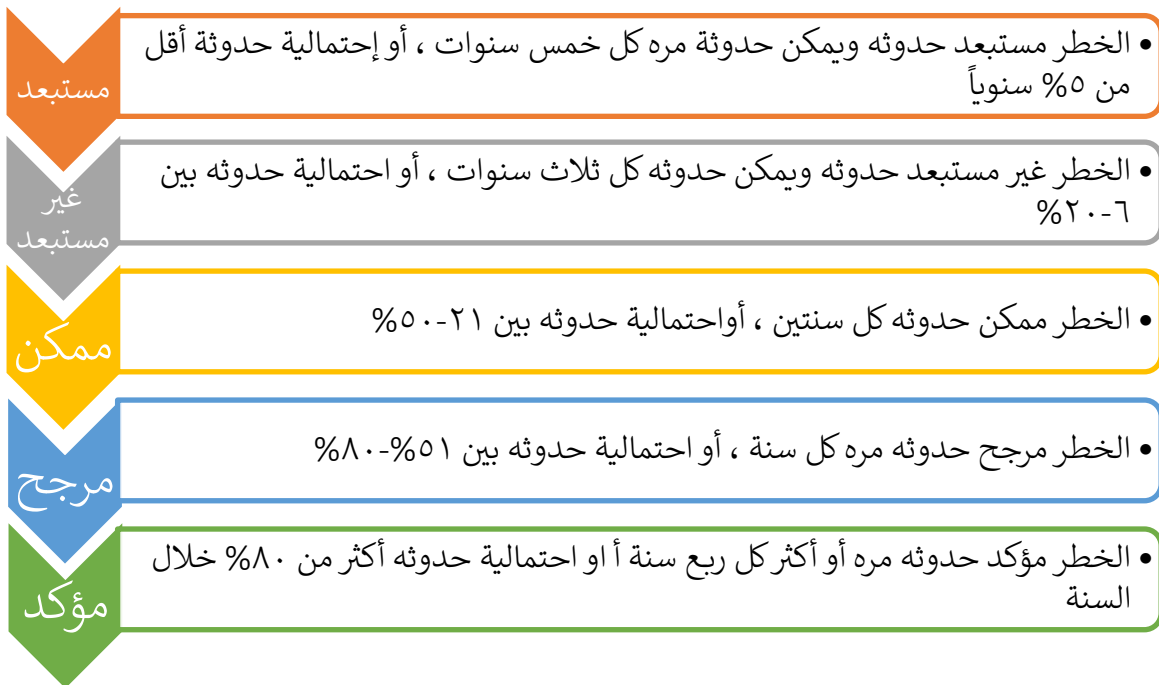 مستبعد
• الخطر مستبعد حدوثه ويمكن حدوثة مره كل خمس سنوات ، أو إحتمالية حدوثة أقل
من ٥% سنوياً
غير
مستبعد
• الخطر غير مستبعد حدوثه ويمكن حدوثه كل ثلاث سنوات ، أو احتمالية حدوثه بين
٦-٢٠%
ممكن
• الخطر ممكن حدوثه كل سنتين ، أواحتمالية حدوثه بين ٢١-٥٠%
مرجح
• الخطر مرجح حدوثه مره كل سنة ، أو احتمالية حدوثه بين ٥١%-٨٠%
مؤكد
• الخطر مؤكد حدوثه مره أو أكثر كل ربع سنة أ او احتمالية حدوثه أكثر من ٨٠% خلال
السنة